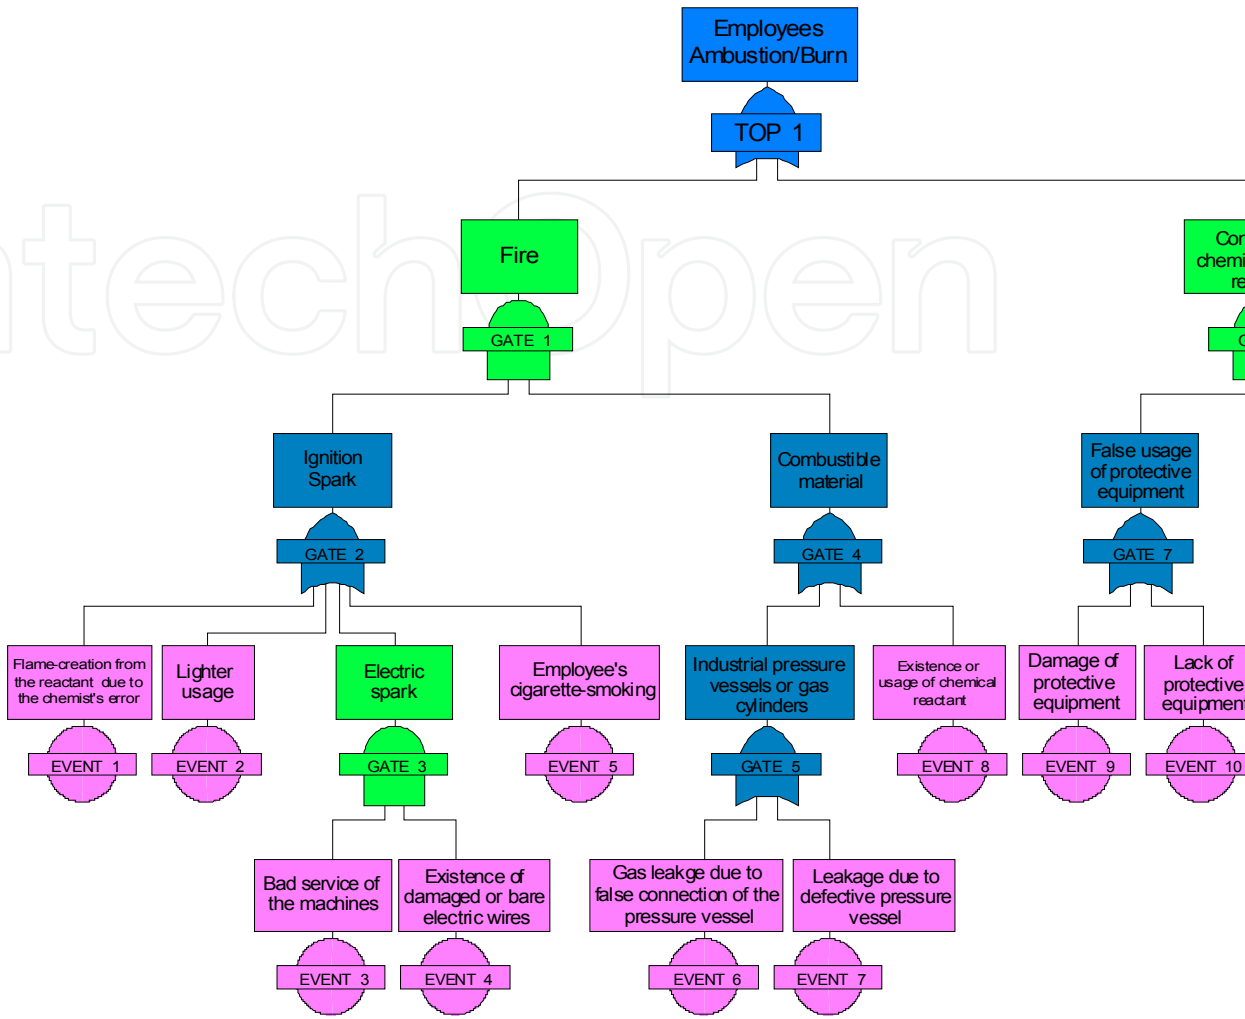 Employees
Ambustion/Burn
TOP 1
Fire
GATE 1
Ignition
Spark
GATE 2
Combustible
material
GATE 4
False usage
of protective
equipment
GATE 7
Flame-creation from
the reactant due to
the chemist's error
EVENT 1
Lighter
usage
EVENT 2
Electric
spark
GATE 3
Employee's
cigarette-smoking
EVENT 5
Industrial pressure
vessels or gas
cylinders
GATE 5
Existence or
usage of chemical
reactant
EVENT 8
Damage of
protective
equipment
EVENT 9
Lack of
protective
equipment
EVENT 10
Bad service of
the machines
EVENT 3
Existence of
damaged or bare
electric wires
EVENT 4
Gas leakge due to
false connection of the
pressure vessel
EVENT 6
Leakage due to
defective pressure
vessel
EVENT 7